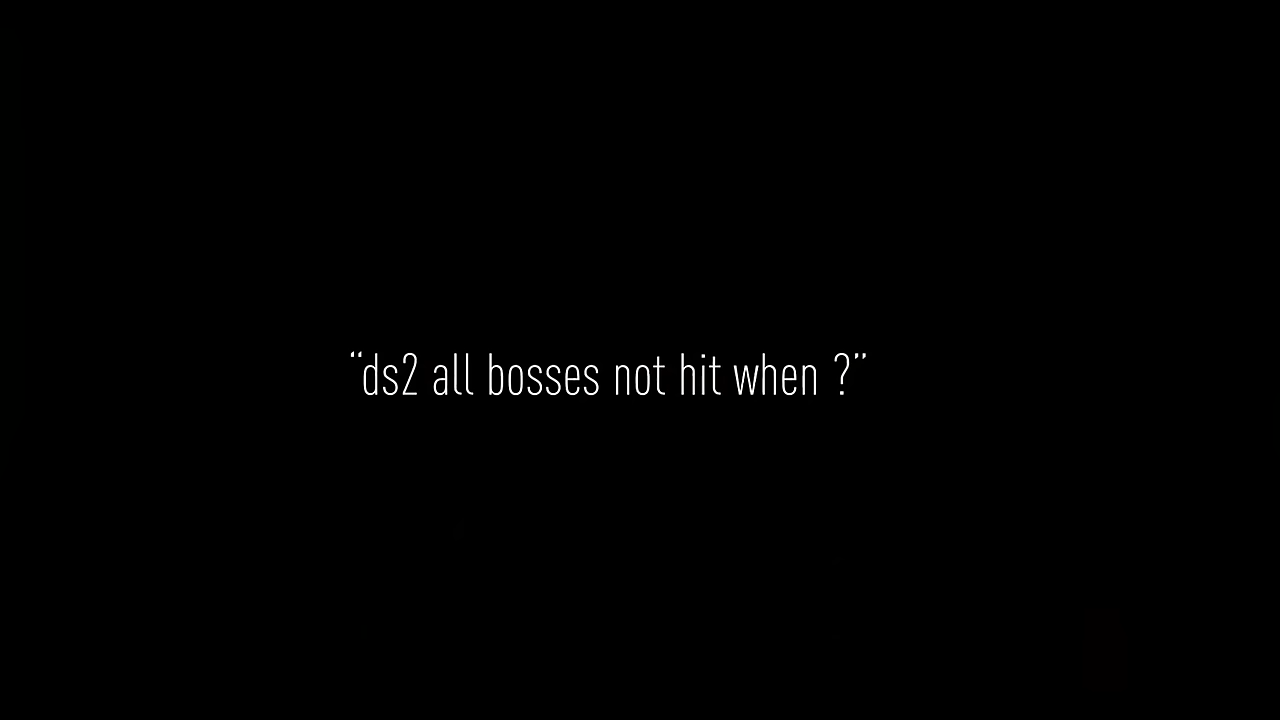 “ds2 all bosses not hit when ?”